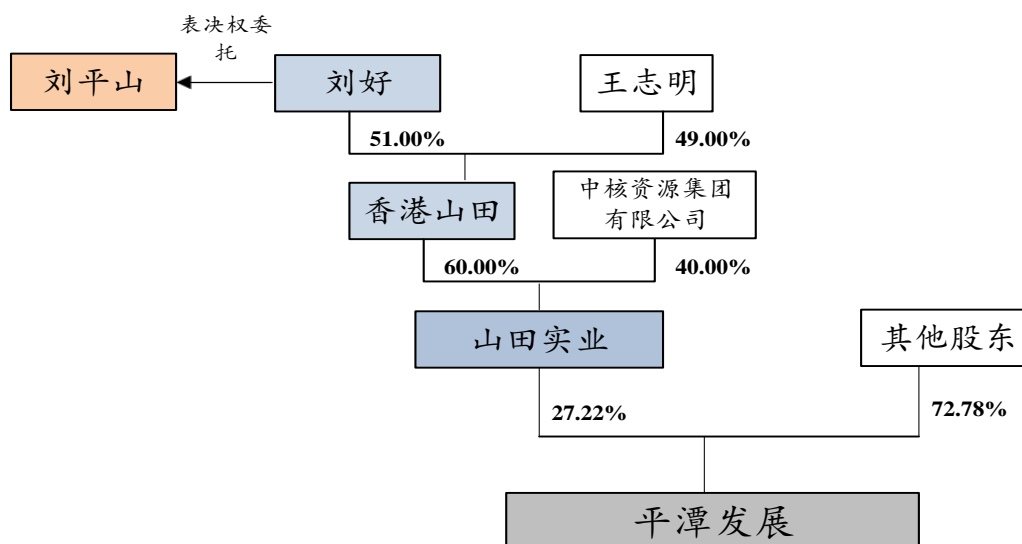 表决权委
托
刘平山
刘好
王志明
51.00%
49.00%
香港山田
中核资源集团
有限公司
60.00%
40.00%
山田实业
其他股东
27.22%
72.78%
平潭发展